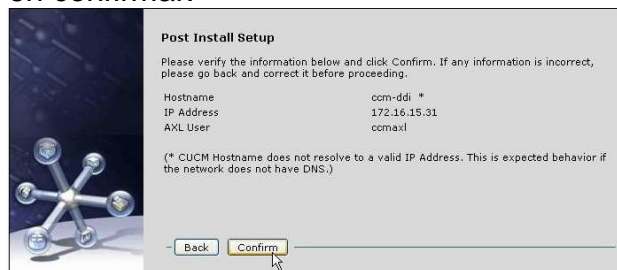 Post Install Setup
Please verify the information below and click Confirm. If any information is incorrect,
please go back and correct it before proceeding.
Hostname ccm-ddi *
IP Address 172.16.15.31
AXL User ccmaxl
(* CUCM Hostname does not resolve to a valid IP Address. This is expected behavior if
the network does not have DNS.)
Back Confirm